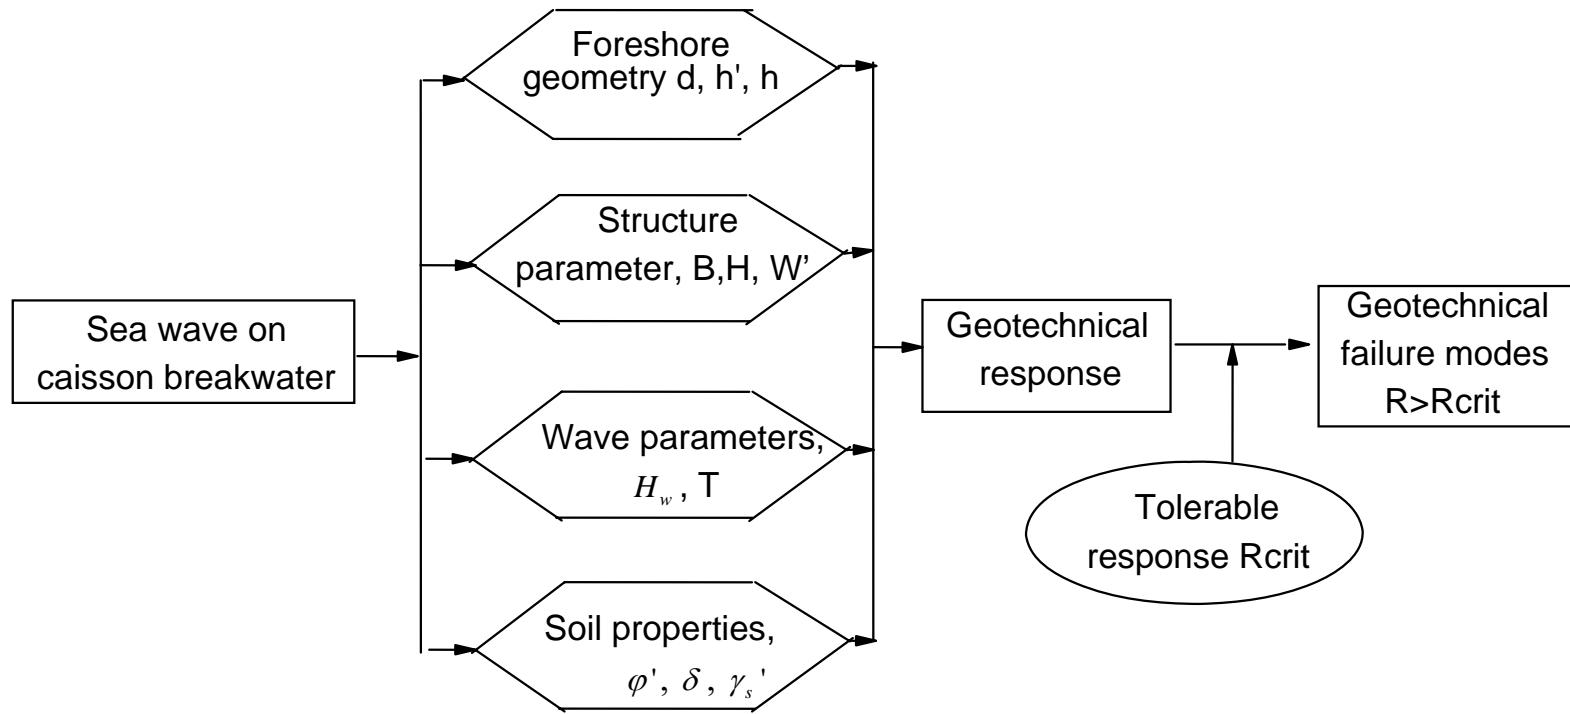 Sea wave on
caisson breakwater
Foreshore
geometry d, h', h
Structure
parameter, B,H, W’
Wave parameters,
H_w , T
Soil properties,
φ', δ, γ_s'
Geotechnical
response
Tolerable
response Rcrit
Geotechnical
failure modes
R>Rcrit